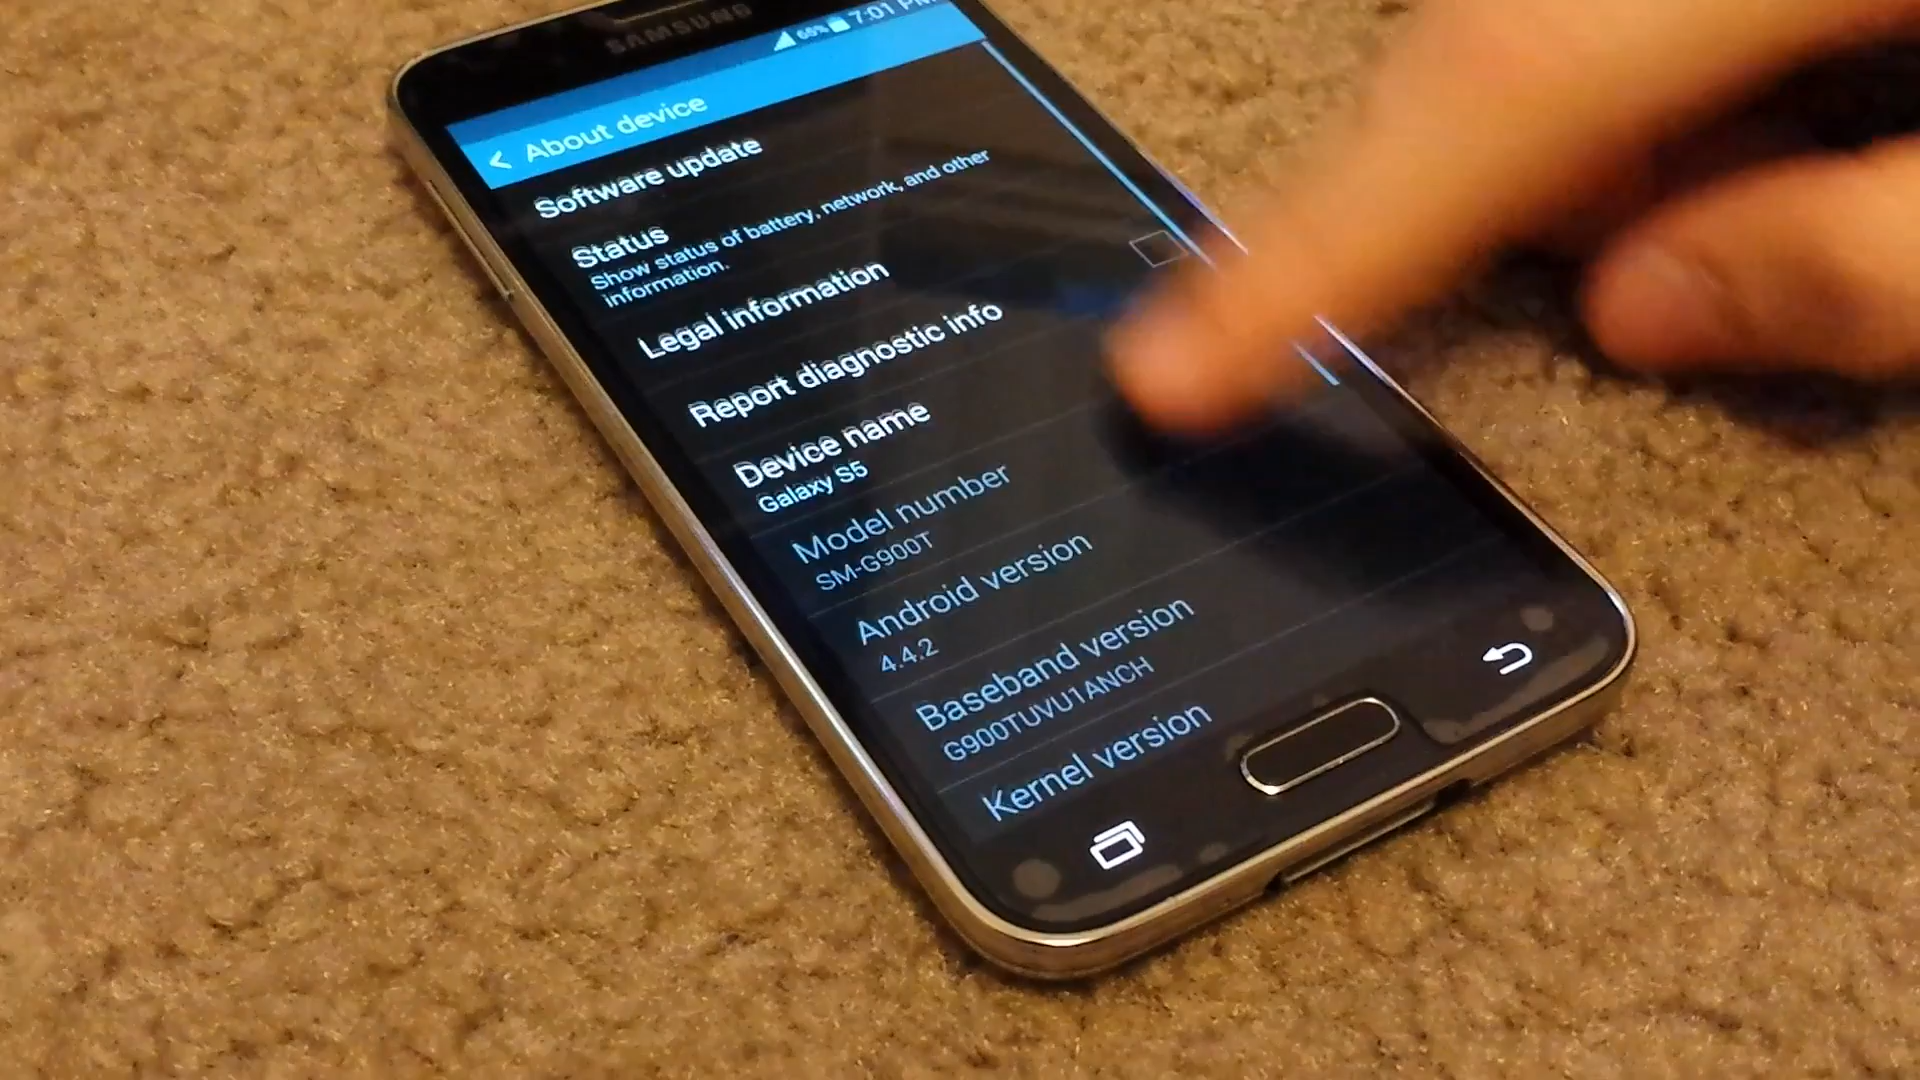 SAMSUNG
66% 7:01 PM
< About device
Software update
Status
Show status of battery, network, and other
information.
Legal information
Report diagnostic info
Device name
Galaxy S5
Model number
SM-G900T
Android version
4.4.2
Baseband version
G900TUVU1ANCH
Kernel version